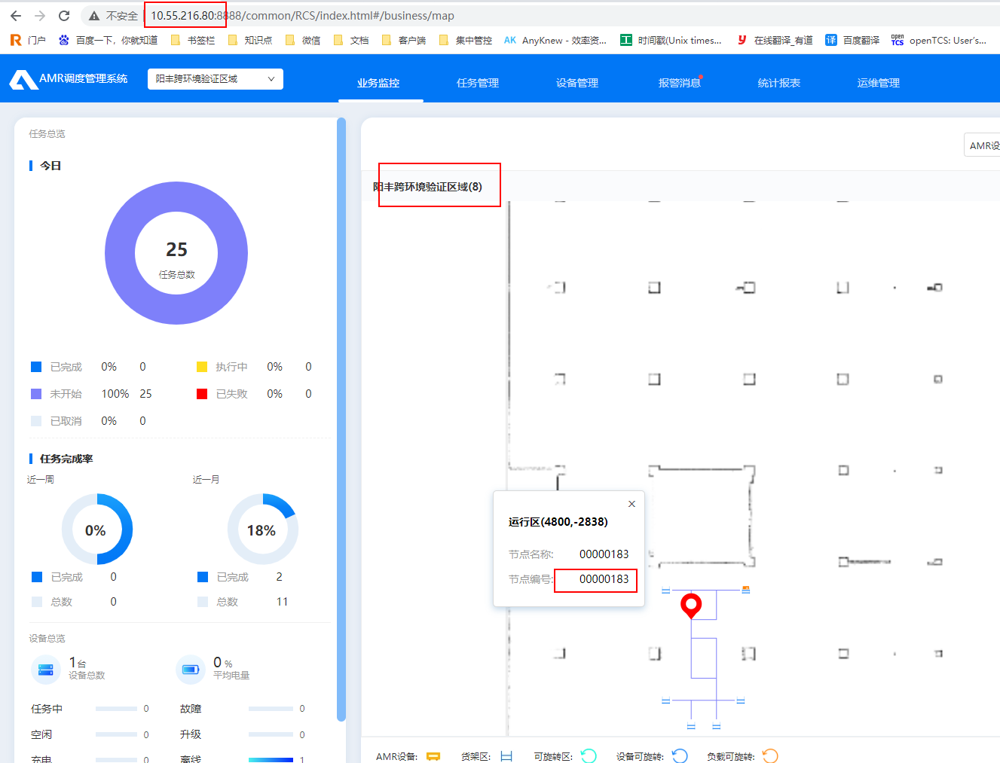 不安全 10.55.216.80:8888/common/RCS/index.html#/business/map
门户 百度一下，你就知道 书签栏 知识点 微信 文档 客户端 集中管控 AK AnyKnew - 效率资... 工 时间戳(Unix times... y 在线翻译_有道 译 百度翻译 OPEN TCS openTCS: User's...
AMR调度管理系统 阳丰跨环境验证区域 业务监控 任务管理 设备管理 报警消息 统计报表 运维管理
任务总览
今日
25
任务总数
已完成 0% 0 执行中 0% 0
未开始 100% 25 已失败 0% 0
已取消 0% 0
任务完成率
近一周 近一月
0% 18%
已完成 0 已完成 2
总数 0 总数 11
设备总览
1台 0 %
设备总数 平均电量
任务中 0 故障 0
空闲 0 升级 0
充电 0 离线 1
AMR设
阳丰跨环境验证区域(8)
运行区(4800,-2838)
节点名称: 00000183
节点编号: 00000183
AMR设备: 货架区: 可旋转区: 设备可旋转: 负载可旋转: